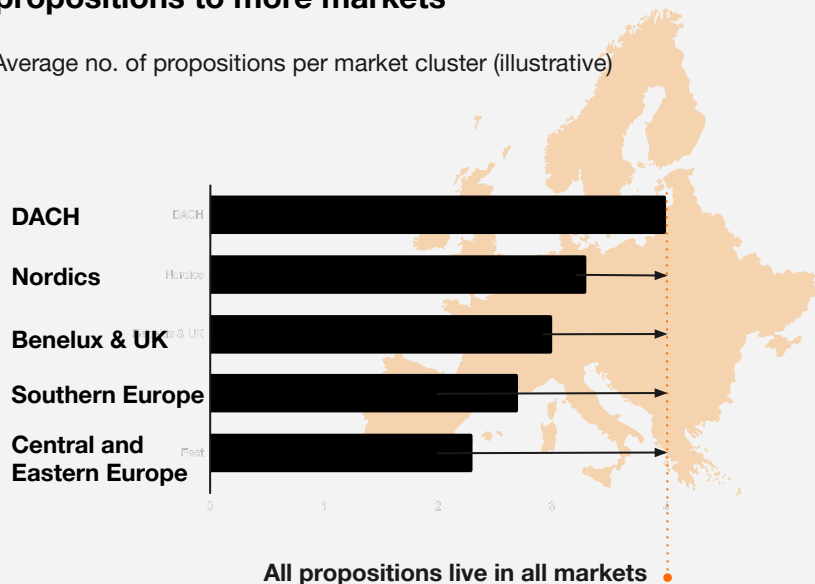 propositions to more markets
Average no. of propositions per market cluster (illustrative)
DACH
DACH
Nordics
Nordics
Benelux & UK
x & UK
Southern Europe
Central and
Eastern Europe
East
0
1
2
3
4
All propositions live in all markets